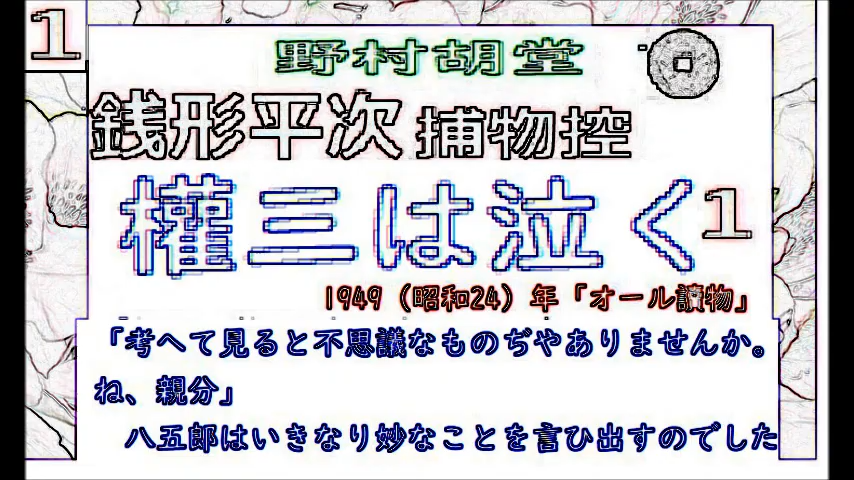 1
野村胡堂
銭形平次 捕物控
權三は泣く 1
1949（昭和24）年「オール讀物」
「考へて見ると不思議なものぢやありませんか。
ね、親分」
八五郎はいきなり妙なことを言ひ出すのでした